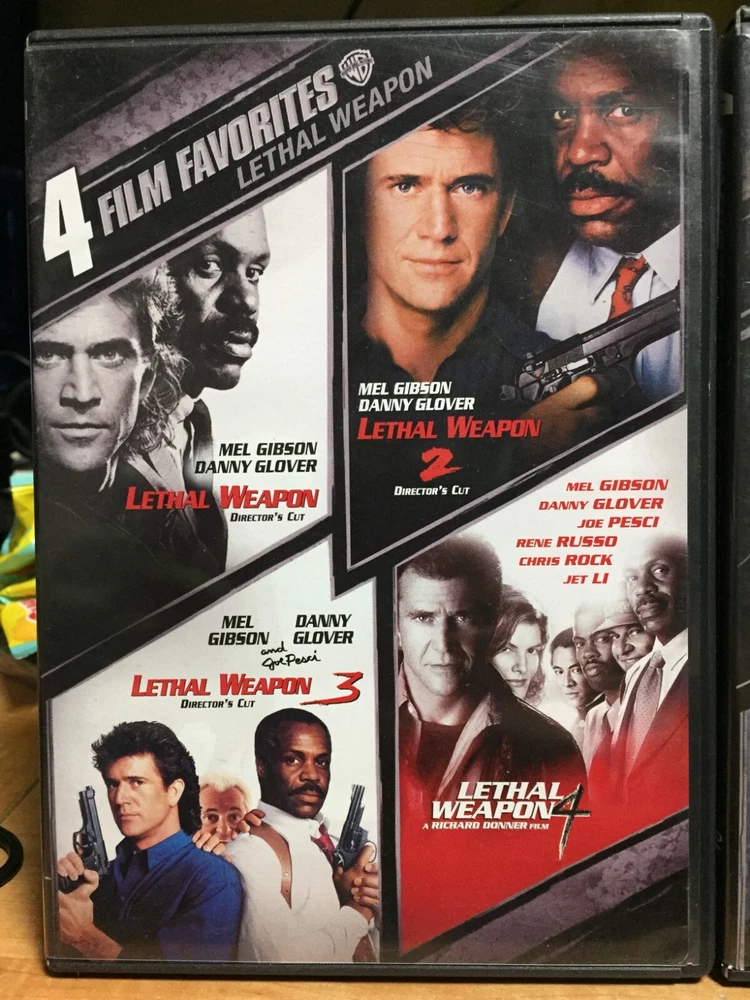 4 FILM FAVORITES
LETHAL WEAPON
WB
MEL GIBSON
DANNY GLOVER
LETHAL WEAPON
DIRECTOR'S CUT
MEL GIBSON
DANNY GLOVER
LETHAL WEAPON
2
DIRECTOR'S CUT
MEL DANNY
GIBSON and GLOVER
Joe Pesci
LETHAL WEAPON 3
DIRECTOR'S CUT
MEL GIBSON
DANNY GLOVER
JOE PESCI
RENE RUSSO
CHRIS ROCK
JET LI
LETHAL
WEAPON 4
A RICHARD DONNER FILM